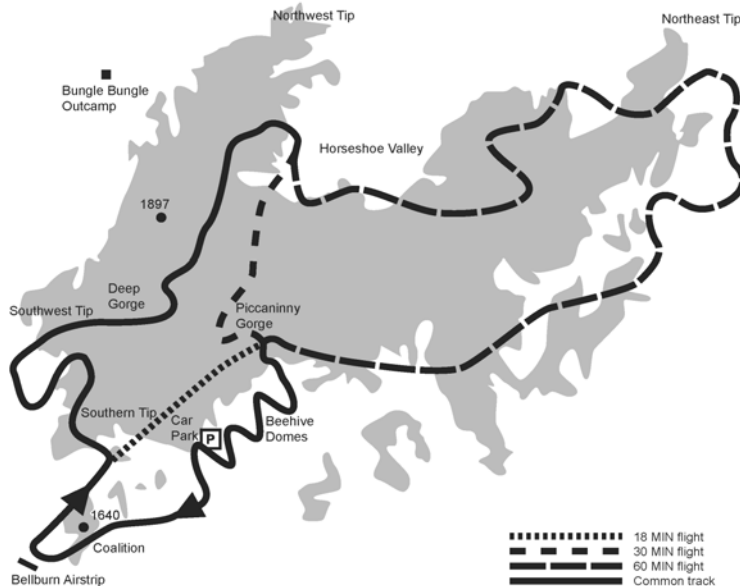 Northwest Tip
Northeast Tip
Bungle Bungle
Outcamp
Horseshoe Valley
1897
Deep
Gorge
Southwest Tip
Piccaninny
Gorge
Southern Tip
Car
Park
P
Beehive
Domes
1640
Coalition
Bellburn Airstrip
18 MIN flight
30 MIN flight
60 MIN flight
Common track